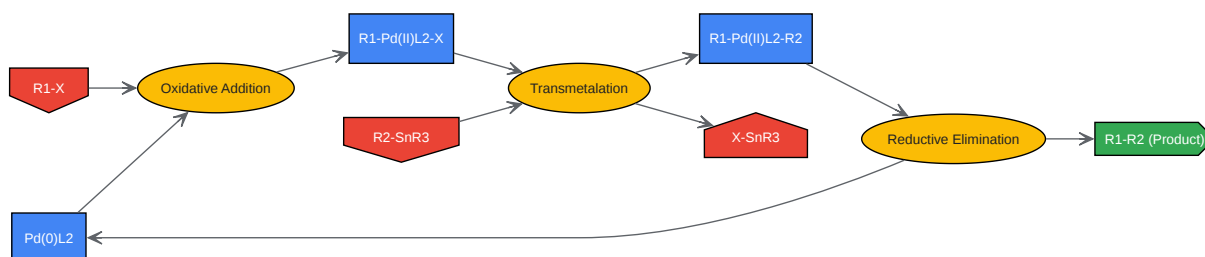 R1-X
Oxidative Addition
R1-Pd(II)L2-X
R2-SnR3
Transmetalation
R1-Pd(II)L2-R2
X-SnR3
Reductive Elimination
R1-R2 (Product)
Pd(0)L2